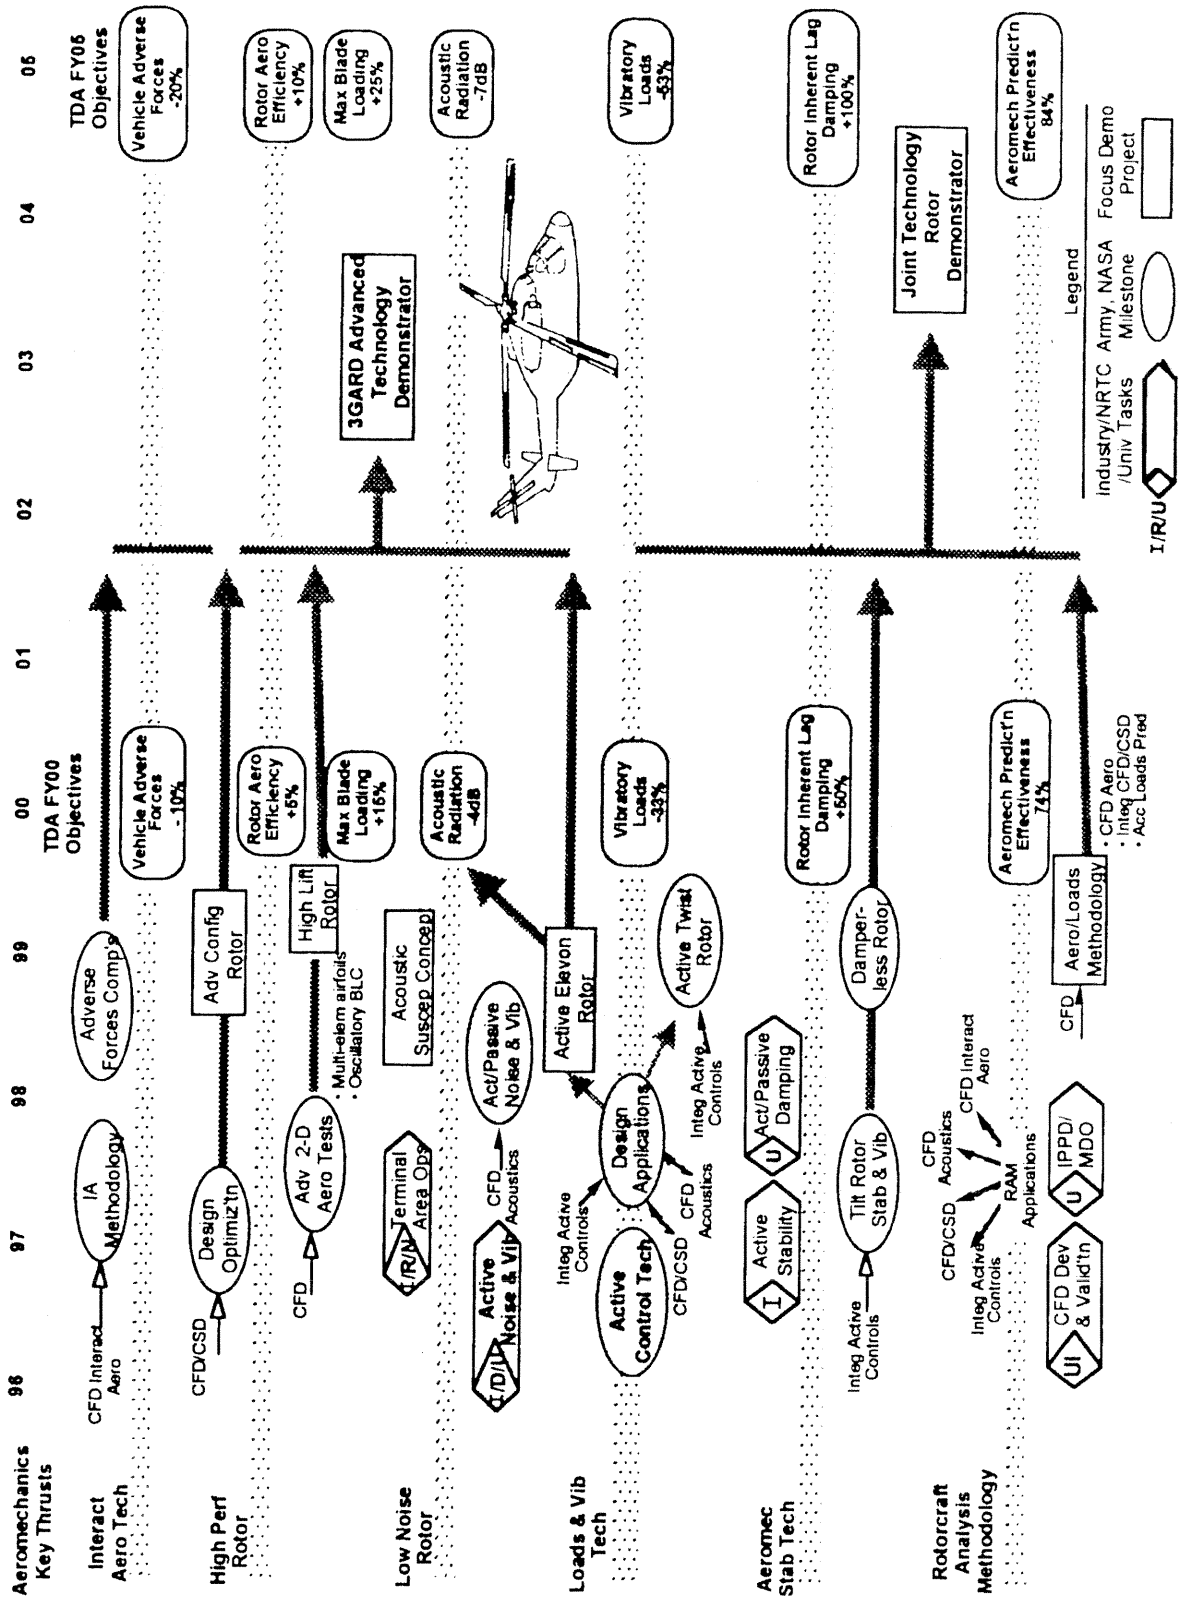 Aeromechanics
Key Thrusts
96
97
98
99
00
01
02
03
04
05
TDA FY00
Objectives
TDA FY05
Objectives
Interact
Aero Tech
CFD Interact
Aero
IA
Methodology
Adverse
Forces Comp's
Vehicle Adverse
Forces
- 10%
Vehicle Adverse
Forces
-20%
High Perf
Rotor
CFD/CSD
Design
Optimiz'tn
Adv Config
Rotor
Rotor Aero
Efficiency
+5%
Rotor Aero
Efficiency
+10%
CFD
Adv 2-D
Aero Tests
• Multi-elem airfoils
• Oscillatory BLC
High Lift
Rotor
Max Blade
Loading
+15%
Max Blade
Loading
+25%
3GARD Advanced
Technology
Demonstrator
Low Noise
Rotor
I/R/N
Terminal
Area Ops
Acoustic
Suscep Concept
Acoustic
Radiation
-4dB
Acoustic
Radiation
-7dB
I/D/U
Active
Noise & Vib
CFD
Acoustics
Act/Passive
Noise & Vib
Loads & Vib
Tech
Integ Active
Controls
Active
Control Tech
CFD/CSD
Design
Applications
CFD
Acoustics
Active Elevon
Rotor
Integ Active
Controls
Active Twist
Rotor
Vibratory
Loads
-33%
Vibratory
Loads
-53%
Aeromec
Stab Tech
I
Active
Stability
U
Act/Passive
Damping
Integ Active
Controls
Tilt Rotor
Stab & Vib
Damper-
less Rotor
Rotor Inherent Lag
Damping
+50%
Rotor Inherent Lag
Damping
+100%
Joint Technology
Rotor
Demonstrator
Rotorcraft
Analysis
Methodology
Integ Active
Controls
CFD/CSD
CFD
Acoustics
CFD Interact
Aero
RAM
Applications
UI
CFD Dev
& Valid'tn
U
IPPD/
MDO
CFD
Aero/Loads
Methodology
• CFD Aero
• Integ CFD/CSD
• Acc Loads Pred
Aeromech Predict'n
Effectiveness
74%
Aeromech Predict'n
Effectiveness
84%
Legend
Industry/NRTC
/Univ Tasks
Army, NASA
Milestone
Focus Demo
Project
I/R/U